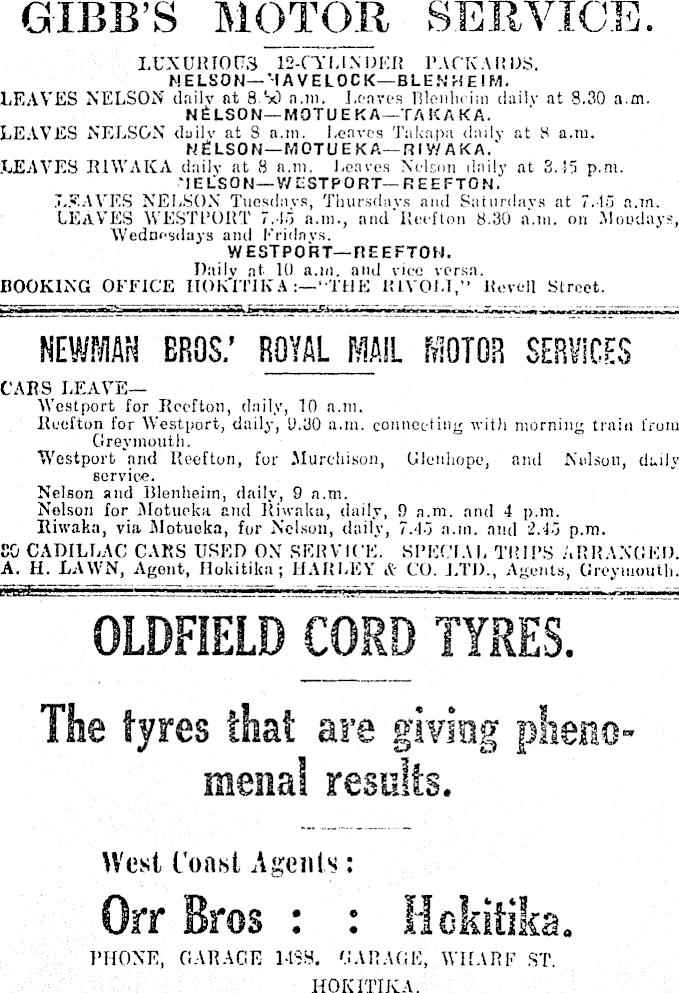 GIBB'S MOTOR SERVICE.
LUXURIOUS 12-CYLINDER PACKARDS.
NELSON—HAVELOCK—BLENHEIM.
LEAVES NELSON daily at a.m. Leaves Blenheim daily at 8.30 a.m.
NELSON—MOTUEKA—TAKAKA.
LEAVES NELSON daily at 8 a.m. Leaves Takapa daily at 8 a.m.
NELSON—MOTUEKA—RIWAKA.
LEAVES RIWAKA daily at 8 a.m. Leaves Nelson daily at 3.45 p.m.
NELSON—WESTPORT—REEFTON.
LEAVES NELSON Tuesdays, Thursdays and Saturdays at 7.45 a.m.
LEAVES WESTPORT 7.45 a.m., and Reefton 8.30 a.m. on Mondays,
Wednesdays and Fridays.
WESTPORT—REEFTON.
Daily at 10 a.m. and vice versa.
BOOKING OFFICE HOKITIKA:—"THE RIVOLI," Revell Street.
NEWMAN BROS.' ROYAL MAIL MOTOR SERVICES
CARS LEAVE—
Westport for Reefton, daily, 10 a.m.
Reefton for Westport, daily, 9.30 a.m. connecting with morning train from
Greymouth.
Westport and Reefton, for Murchison, Glenhope, and Nelson, daily
service.
Nelson and Blenheim, daily, 9 a.m.
Nelson for Motueka and Riwaka, daily, 9 a.m. and 4 p.m.
Riwaka, via Motueka, for Nelson, daily, 7.45 a.m. and 2.45 p.m.
CADILLAC CARS USED ON SERVICE. SPECIAL TRIPS ARRANGED.
A. H. LAWN, Agent, Hokitika; HARLEY & CO. LTD., Agents, Greymouth.
OLDFIELD CORD TYRES.
The tyres that are giving pheno-
menal results.
West Coast Agents:
Orr Bros : : Hokitika.
PHONE, GARAGE 1488. GARAGE, WHARF ST.
HOKITIKA.